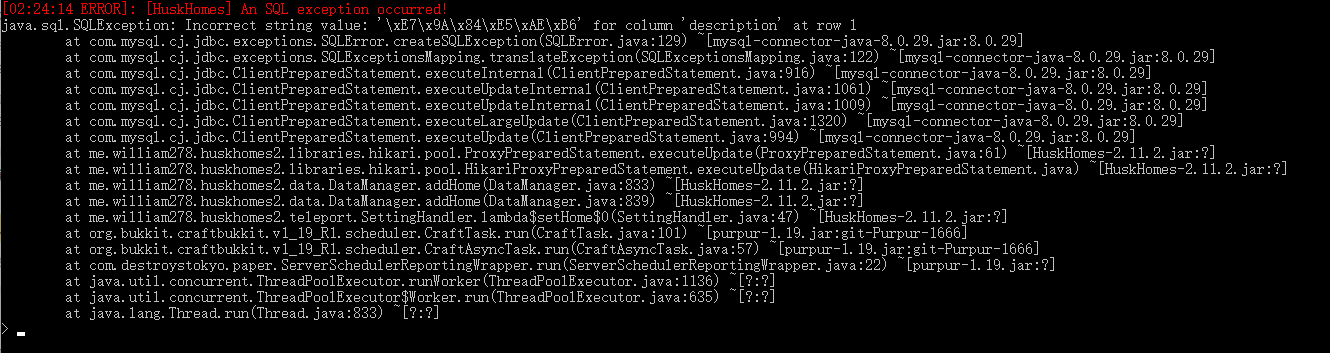 [02:24:14 ERROR]: [HuskHomes] An SQL exception occurred!
java.sql.SQLException: Incorrect string value: '\xE7\x9A\x84\xE5\xAE\xB6' for column 'description' at row 1
at com.mysql.cj.jdbc.exceptions.SQLError.createSQLException(SQLError.java:129) ~[mysql-connector-java-8.0.29.jar:8.0.29]
at com.mysql.cj.jdbc.exceptions.SQLExceptionsMapping.translateException(SQLExceptionsMapping.java:122) ~[mysql-connector-java-8.0.29.jar:8.0.29]
at com.mysql.cj.jdbc.ClientPreparedStatement.executeInternal(ClientPreparedStatement.java:916) ~[mysql-connector-java-8.0.29.jar:8.0.29]
at com.mysql.cj.jdbc.ClientPreparedStatement.executeUpdateInternal(ClientPreparedStatement.java:1061) ~[mysql-connector-java-8.0.29.jar:8.0.29]
at com.mysql.cj.jdbc.ClientPreparedStatement.executeUpdateInternal(ClientPreparedStatement.java:1009) ~[mysql-connector-java-8.0.29.jar:8.0.29]
at com.mysql.cj.jdbc.ClientPreparedStatement.executeLargeUpdate(ClientPreparedStatement.java:1320) ~[mysql-connector-java-8.0.29.jar:8.0.29]
at com.mysql.cj.jdbc.ClientPreparedStatement.executeUpdate(ClientPreparedStatement.java:994) ~[mysql-connector-java-8.0.29.jar:8.0.29]
at me.william278.huskhomes2.libraries.hikari.pool.ProxyPreparedStatement.executeUpdate(ProxyPreparedStatement.java:61) ~[HuskHomes-2.11.2.jar:?]
at me.william278.huskhomes2.libraries.hikari.pool.HikariProxyPreparedStatement.executeUpdate(HikariProxyPreparedStatement.java) ~[HuskHomes-2.11.2.jar:?]
at me.william278.huskhomes2.data.DataManager.addHome(DataManager.java:833) ~[HuskHomes-2.11.2.jar:?]
at me.william278.huskhomes2.data.DataManager.addHome(DataManager.java:839) ~[HuskHomes-2.11.2.jar:?]
at me.william278.huskhomes2.teleport.SettingHandler.lambda$setHome$0(SettingHandler.java:47) ~[HuskHomes-2.11.2.jar:?]
at org.bukkit.craftbukkit.v1_19_R1.scheduler.CraftTask.run(CraftTask.java:101) ~[purpur-1.19.jar:git-Purpur-1666]
at org.bukkit.craftbukkit.v1_19_R1.scheduler.CraftAsyncTask.run(CraftAsyncTask.java:57) ~[purpur-1.19.jar:git-Purpur-1666]
at com.destroystokyo.paper.ServerSchedulerReportingWrapper.run(ServerSchedulerReportingWrapper.java:22) ~[purpur-1.19.jar:?]
at java.util.concurrent.ThreadPoolExecutor.runWorker(ThreadPoolExecutor.java:1136) ~[?:?]
at java.util.concurrent.ThreadPoolExecutor$Worker.run(ThreadPoolExecutor.java:635) ~[?:?]
at java.lang.Thread.run(Thread.java:833) ~[?:?]
>